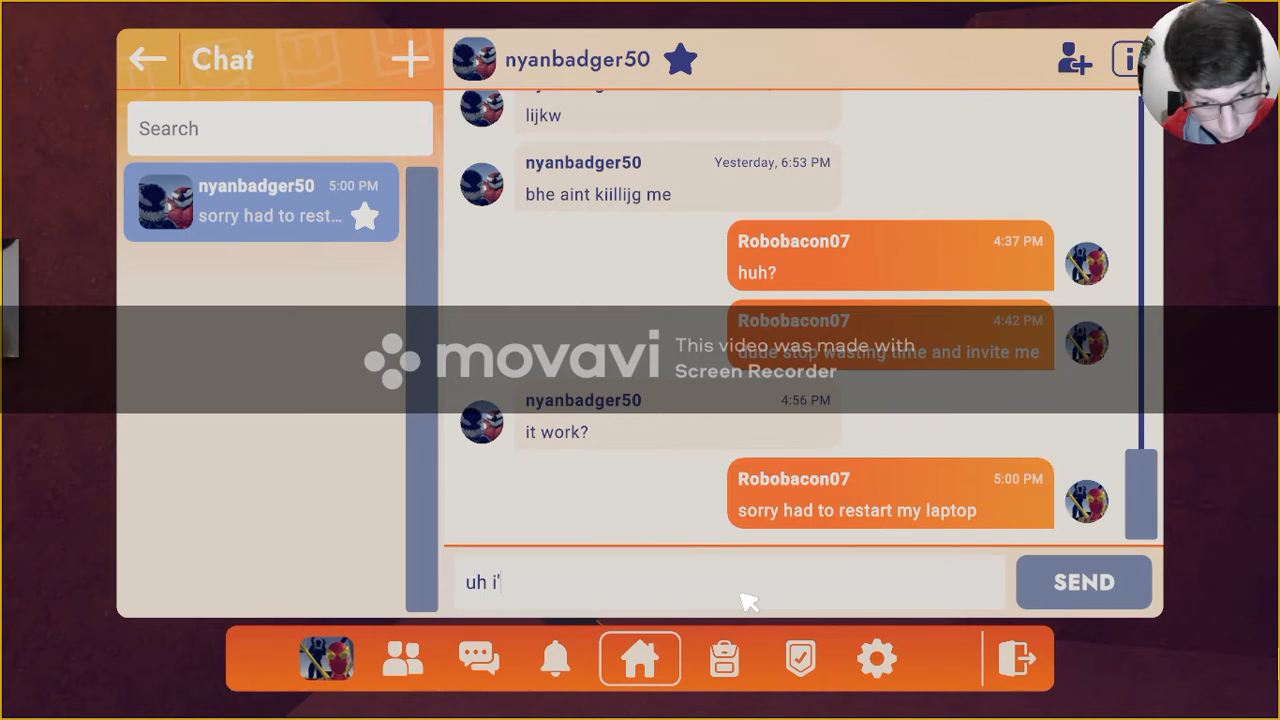 Chat
nyanbadger50
Search
nyanbadger50 5:00 PM
sorry had to rest...
lijkw
nyanbadger50 Yesterday, 6:53 PM
bhe aint kiillijg me
Robobacon07 4:37 PM
huh?
Robobacon07 4:42 PM
dude stop wasting time and invite me
movavi
This video was made with
Screen Recorder
nyanbadger50 4:56 PM
it work?
Robobacon07 5:00 PM
sorry had to restart my laptop
uh i'
SEND